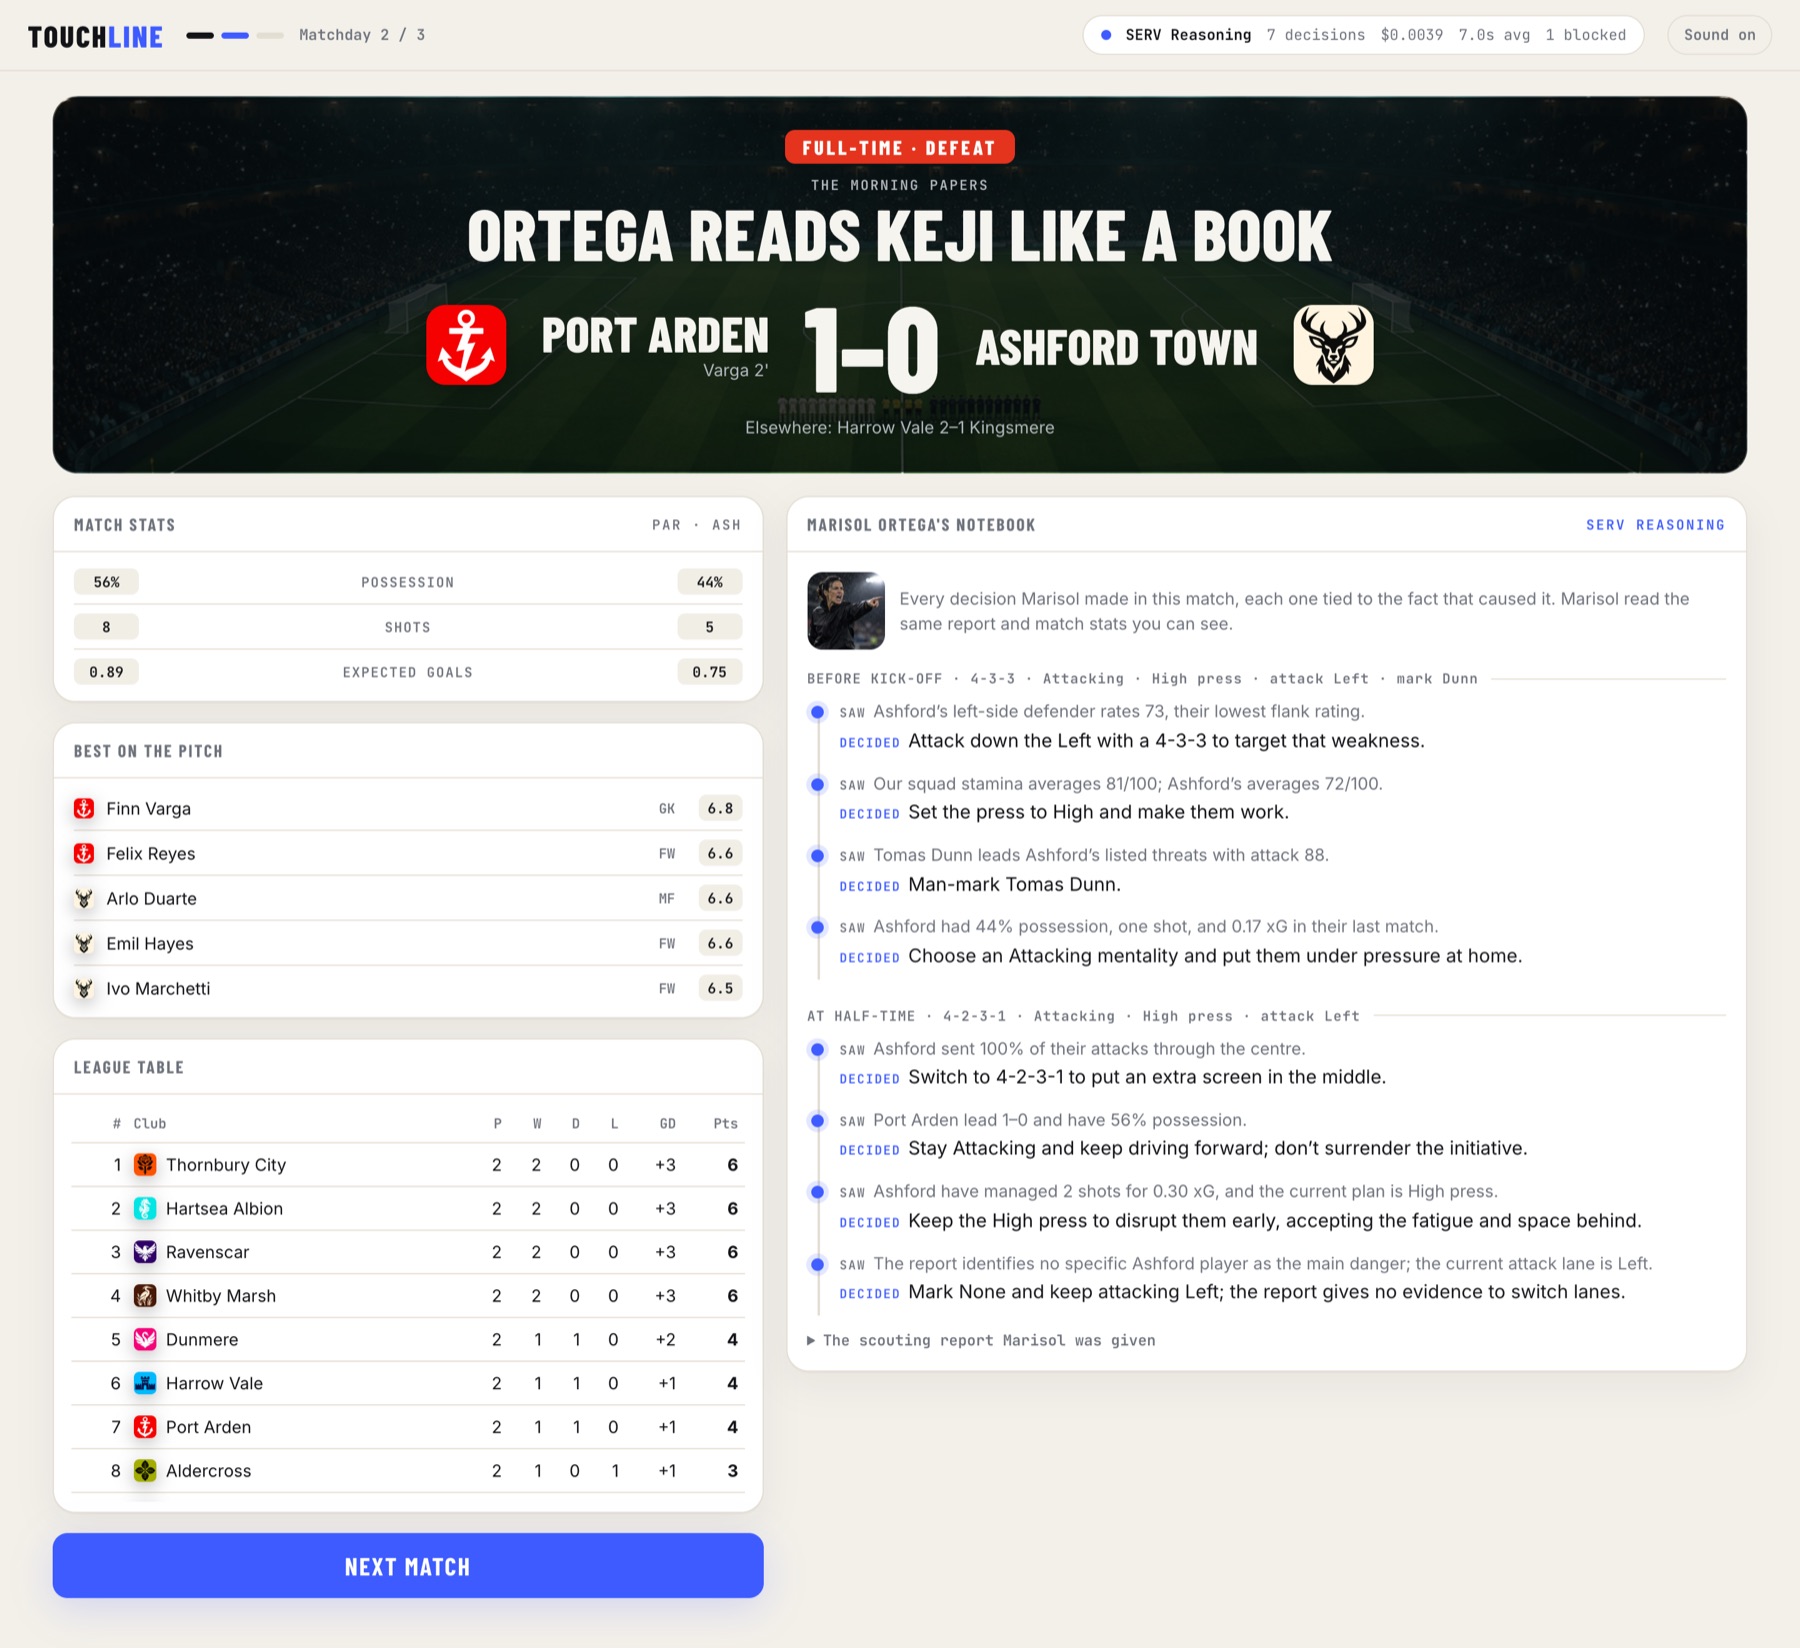 TOUCHLINE
Matchday 2 / 3
SERV Reasoning 7 decisions $0.0039 7.0s avg 1 blocked
Sound on
FULL-TIME · DEFEAT
THE MORNING PAPERS
ORTEGA READS KEJI LIKE A BOOK
PORT ARDEN 1–0 ASHFORD TOWN
Varga 2'
Elsewhere: Harrow Vale 2–1 Kingsmere
MATCH STATS PAR · ASH
56% POSSESSION 44%
8 SHOTS 5
0.89 EXPECTED GOALS 0.75
BEST ON THE PITCH
Finn Varga GK 6.8
Felix Reyes FW 6.6
Arlo Duarte MF 6.6
Emil Hayes FW 6.6
Ivo Marchetti FW 6.5
LEAGUE TABLE
# Club P W D L GD Pts
1 Thornbury City 2 2 0 0 +3 6
2 Hartsea Albion 2 2 0 0 +3 6
3 Ravenscar 2 2 0 0 +3 6
4 Whitby Marsh 2 2 0 0 +3 6
5 Dunmere 2 1 1 0 +2 4
6 Harrow Vale 2 1 1 0 +1 4
7 Port Arden 2 1 1 0 +1 4
8 Aldercross 2 1 0 1 +1 3
NEXT MATCH
MARISOL ORTEGA'S NOTEBOOK SERV REASONING
Every decision Marisol made in this match, each one tied to the fact that caused it. Marisol read the
same report and match stats you can see.
BEFORE KICK-OFF · 4-3-3 · Attacking · High press · attack Left · mark Dunn
SAW Ashford’s left-side defender rates 73, their lowest flank rating.
DECIDED Attack down the Left with a 4-3-3 to target that weakness.
SAW Our squad stamina averages 81/100; Ashford’s averages 72/100.
DECIDED Set the press to High and make them work.
SAW Tomas Dunn leads Ashford’s listed threats with attack 88.
DECIDED Man-mark Tomas Dunn.
SAW Ashford had 44% possession, one shot, and 0.17 xG in their last match.
DECIDED Choose an Attacking mentality and put them under pressure at home.
AT HALF-TIME · 4-2-3-1 · Attacking · High press · attack Left
SAW Ashford sent 100% of their attacks through the centre.
DECIDED Switch to 4-2-3-1 to put an extra screen in the middle.
SAW Port Arden lead 1–0 and have 56% possession.
DECIDED Stay Attacking and keep driving forward; don’t surrender the initiative.
SAW Ashford have managed 2 shots for 0.30 xG, and the current plan is High press.
DECIDED Keep the High press to disrupt them early, accepting the fatigue and space behind.
SAW The report identifies no specific Ashford player as the main danger; the current attack lane is Left.
DECIDED Mark None and keep attacking Left; the report gives no evidence to switch lanes.
▶ The scouting report Marisol was given